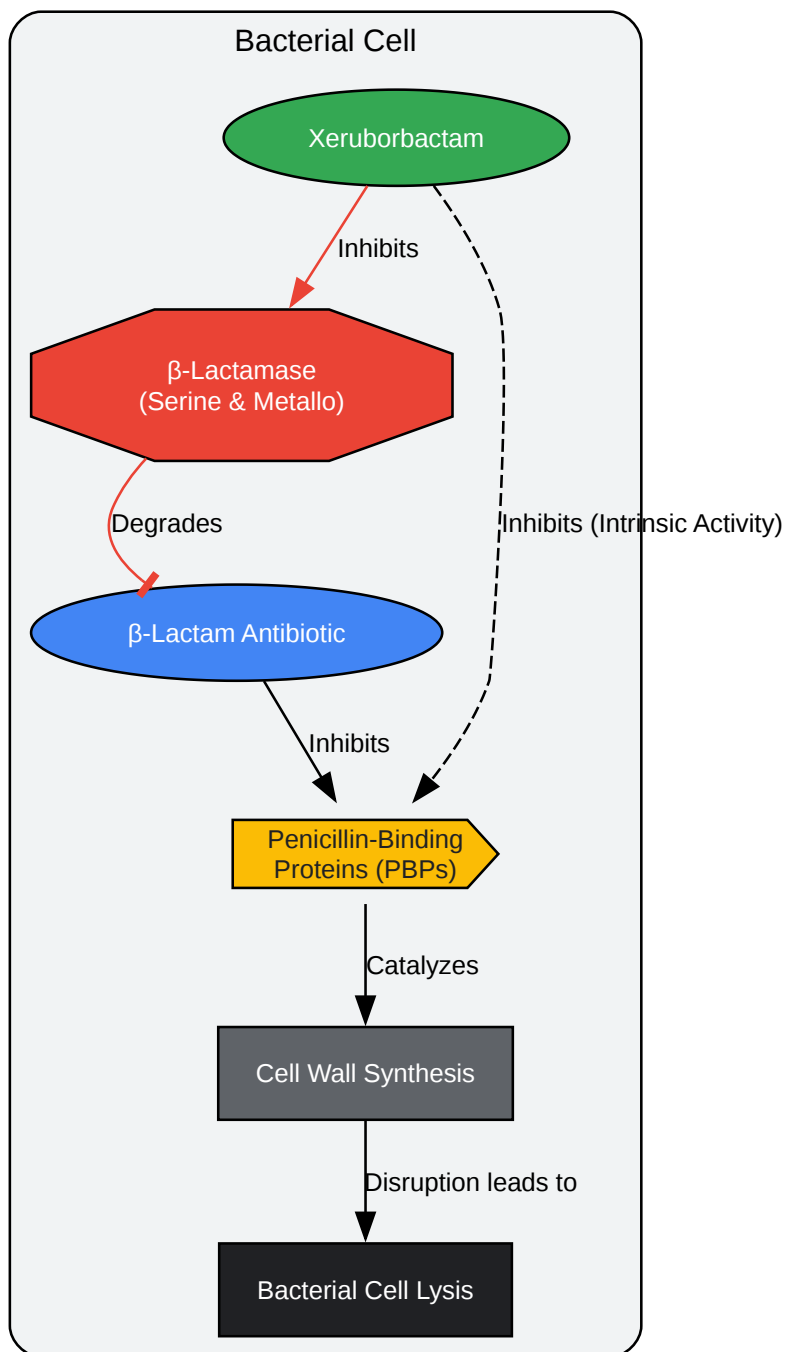 Bacterial Cell
Xeruborbactam
Inhibits
β-Lactamase
(Serine & Metallo)
Degrades
Inhibits (Intrinsic Activity)
β-Lactam Antibiotic
Inhibits
Penicillin-Binding
Proteins (PBPs)
Catalyzes
Cell Wall Synthesis
Disruption leads to
Bacterial Cell Lysis